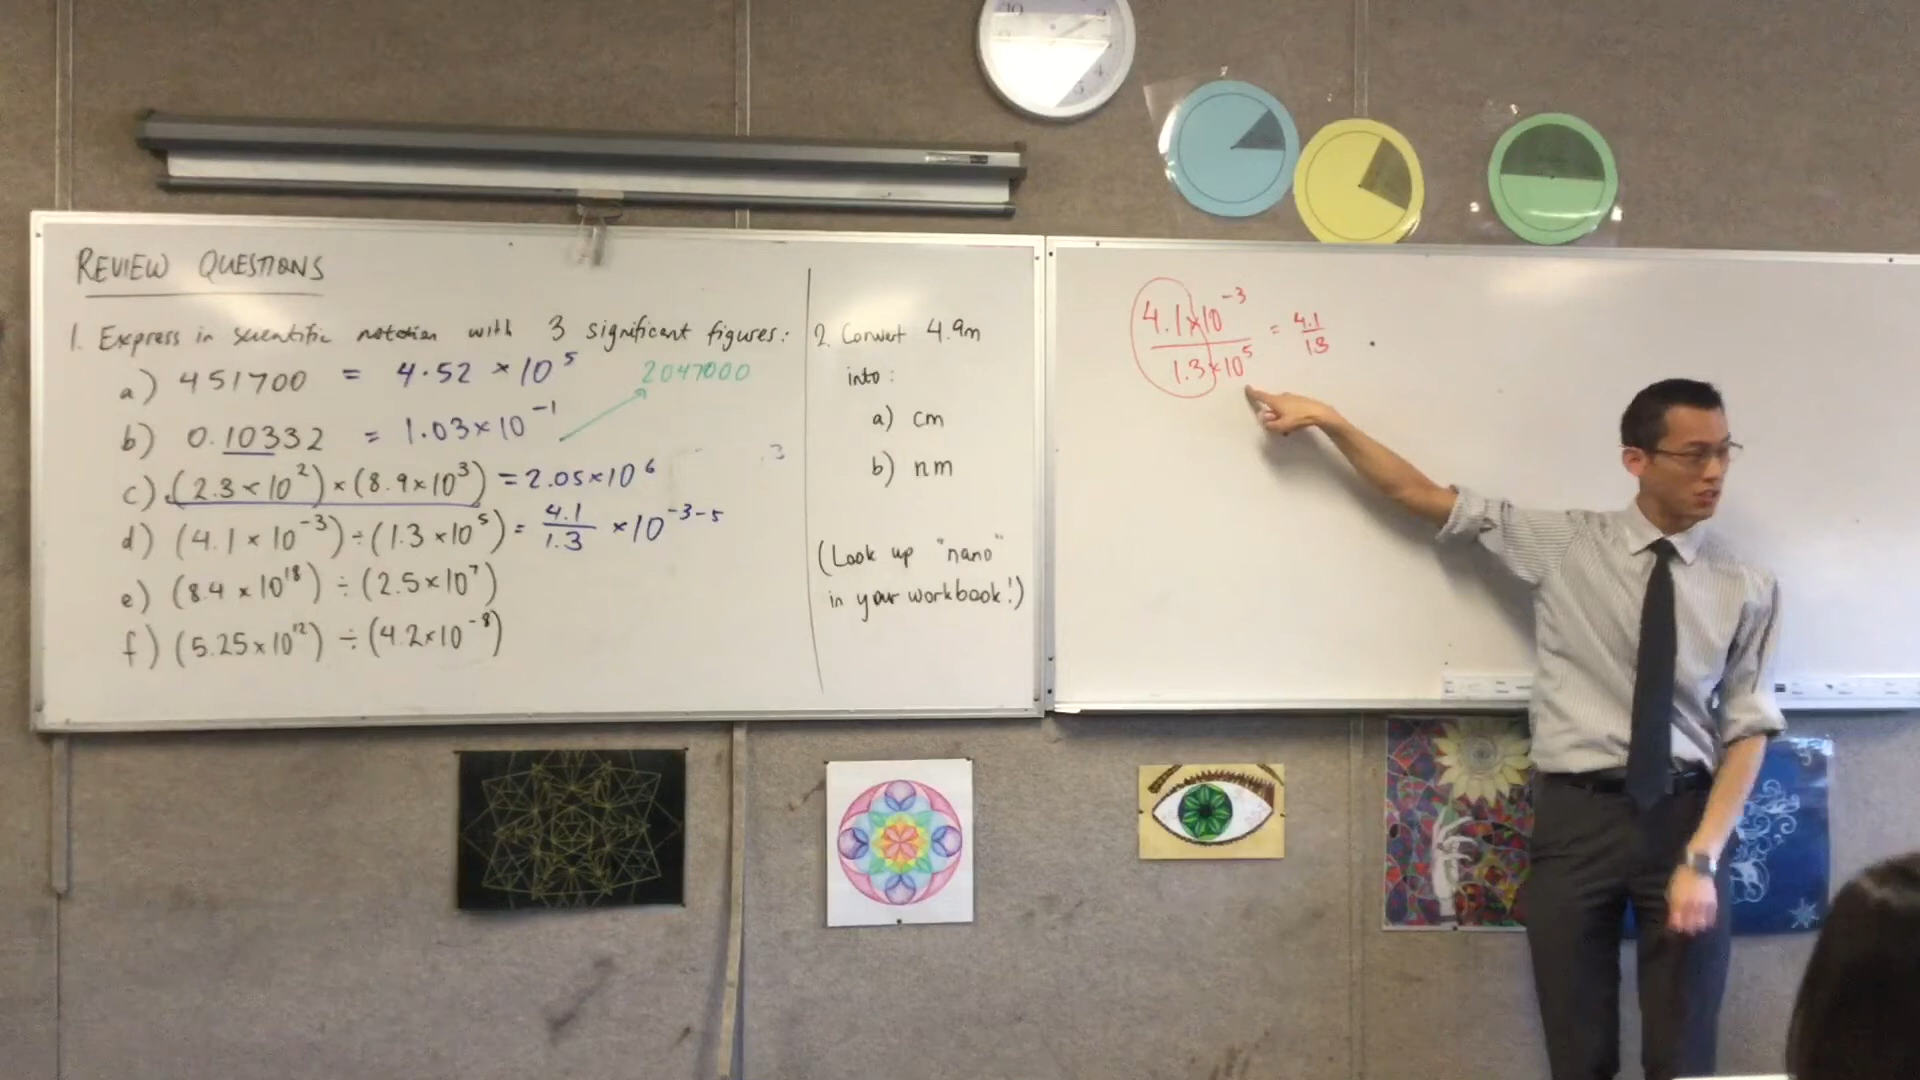 REVIEW QUESTIONS
1. Express in scientific notation with 3 significant figures:
a) 451700 = 4.52 × 10^5
2047000
b) 0.10332 = 1.03 × 10^-1
c) (2.3 × 10^2) × (8.9 × 10^3) = 2.05 × 10^6
d) (4.1 × 10^-3) ÷ (1.3 × 10^5) = 4.1/1.3 × 10^-3-5
e) (8.4 × 10^18) ÷ (2.5 × 10^7)
f) (5.25 × 10^12) ÷ (4.2 × 10^-8)
2. Convert 4.9m
into:
a) cm
b) nm
(Look up "nano"
in your workbook!)
4.1 × 10^-3
1.3 × 10^5
= 4.1/1.3